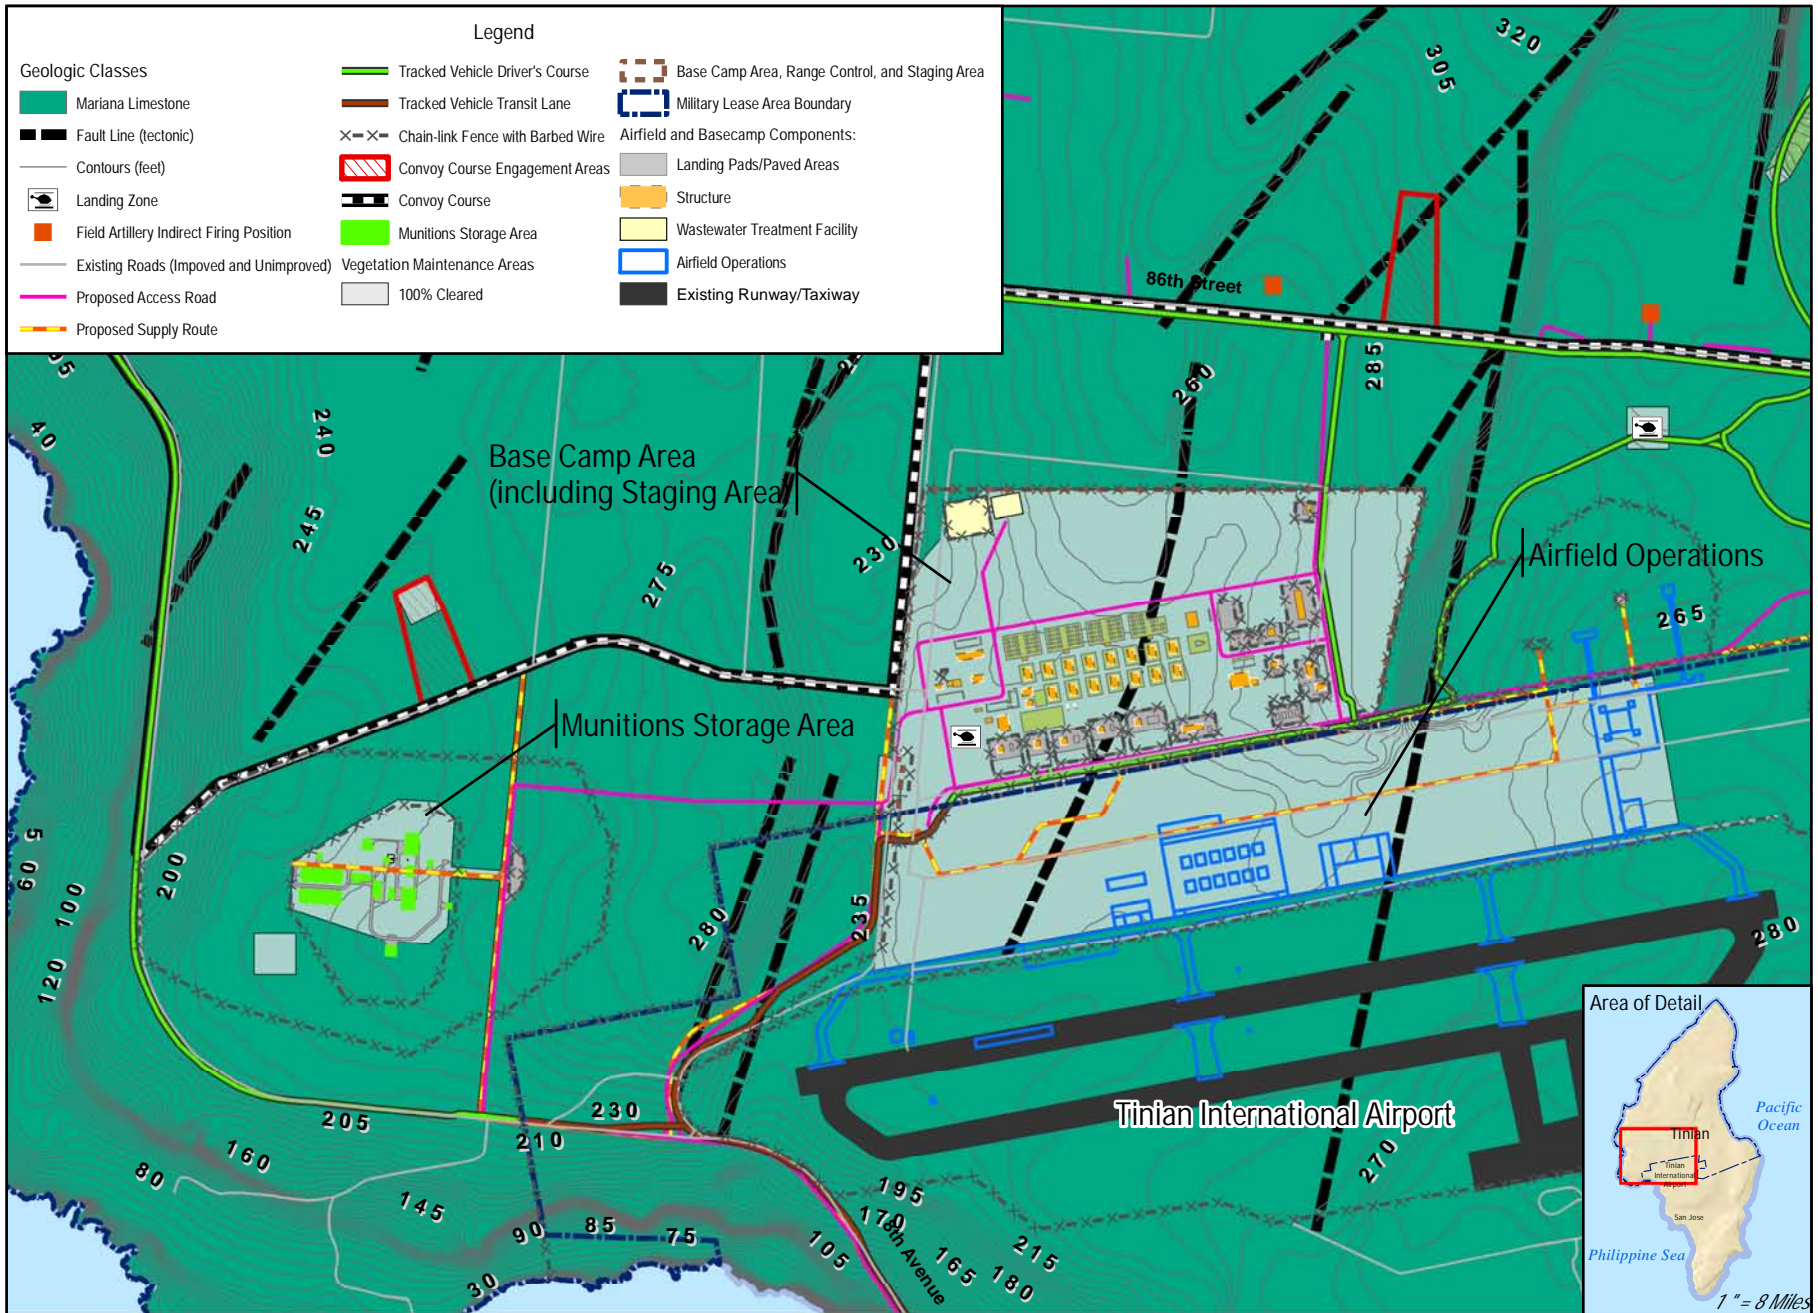 Legend
Geologic Classes
Mariana Limestone
Fault Line (tectonic)
Contours (feet)
Landing Zone
Field Artillery Indirect Firing Position
Existing Roads (Impoved and Unimproved)
Proposed Access Road
Proposed Supply Route
Tracked Vehicle Driver's Course
Tracked Vehicle Transit Lane
Chain-link Fence with Barbed Wire
Convoy Course Engagement Areas
Convoy Course
Munitions Storage Area
Vegetation Maintenance Areas
100% Cleared
Base Camp Area, Range Control, and Staging Area
Military Lease Area Boundary
Airfield and Basecamp Components:
Landing Pads/Paved Areas
Structure
Wastewater Treatment Facility
Airfield Operations
Existing Runway/Taxiway
320
305
86th Street
285
260
240
40
245
275
230
Base Camp Area
(including Staging Area)
Airfield Operations
265
Munitions Storage Area
5
60
100
120
200
280
235
280
205
230
210
160
80
145
90
85
75
30
105
195
170
165
180
215
270
8th Avenue
Tinian International Airport
Area of Detail
Pacific
Ocean
Tinian
Tinian
International
Airport
San Jose
Philippine Sea
1 " = 8 Miles